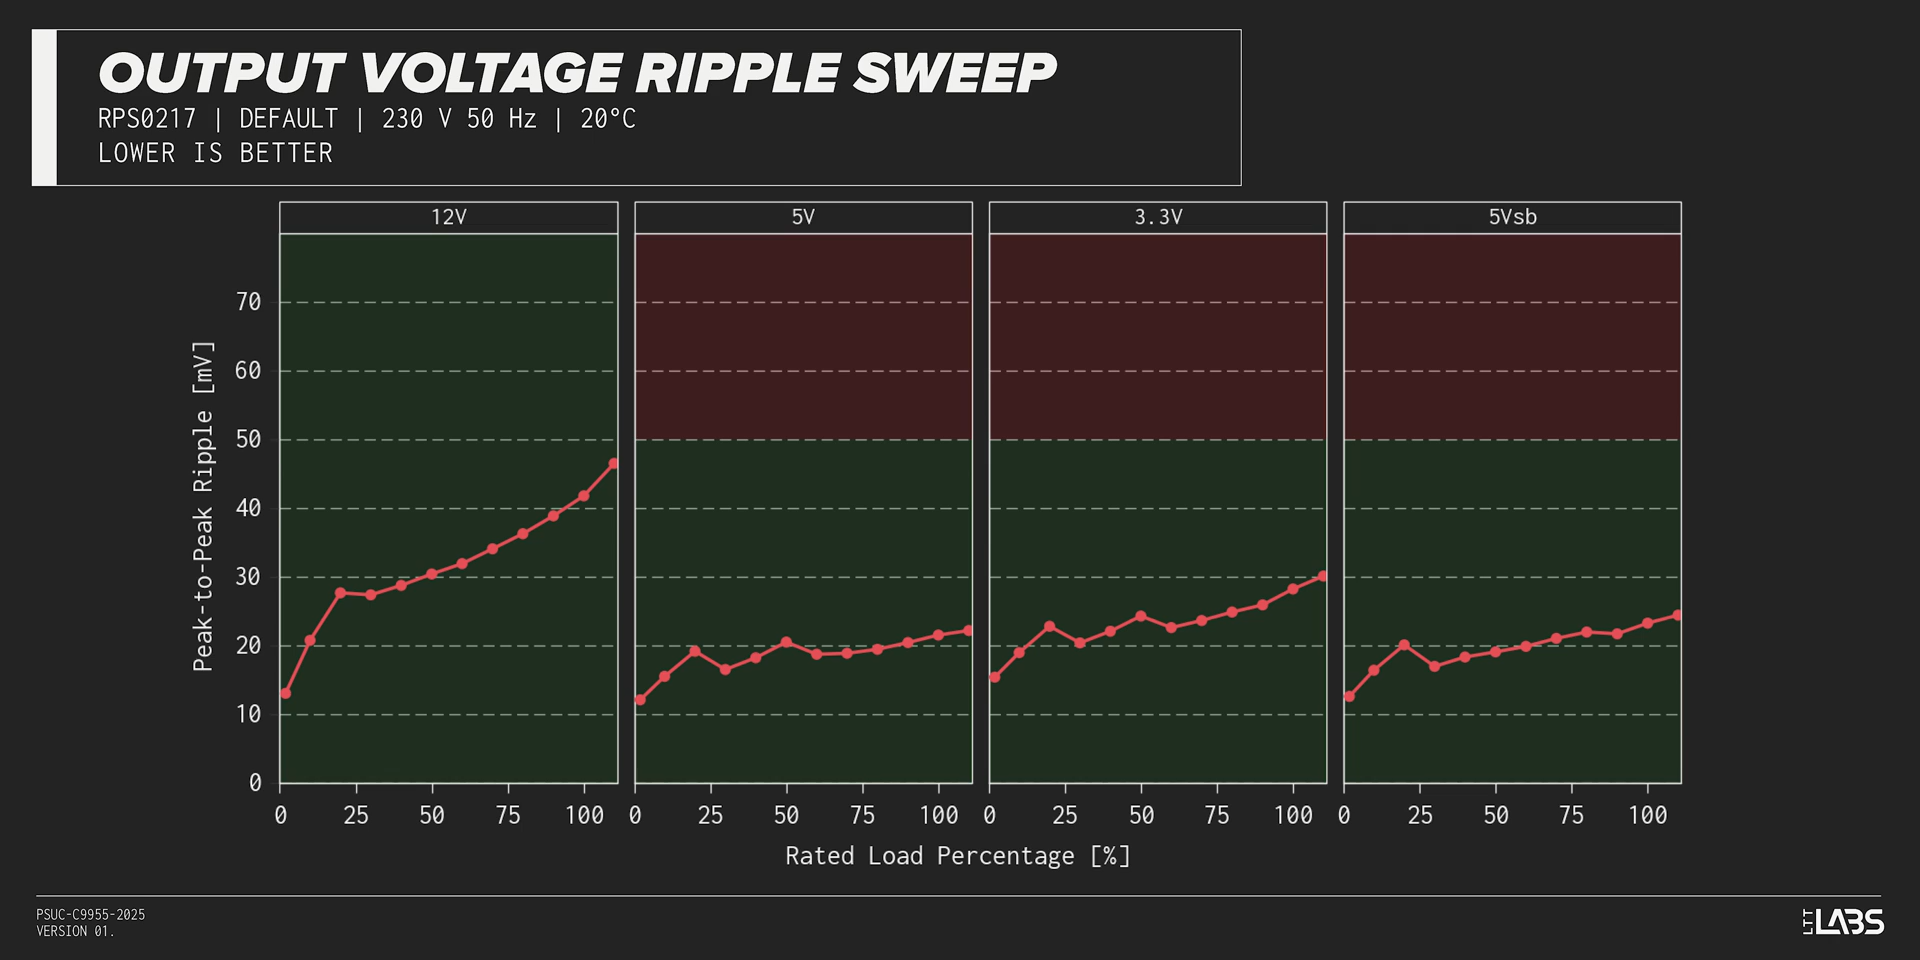 OUTPUT VOLTAGE RIPPLE SWEEP
RPS0217 | DEFAULT | 230 V 50 Hz | 20°C
LOWER IS BETTER
12V
5V
3.3V
5Vsb
Peak-to-Peak Ripple [mV]
70
60
50
40
30
20
10
0
0 25 50 75 100
0 25 50 75 100
0 25 50 75 100
0 25 50 75 100
Rated Load Percentage [%]
PSUC-C9955-2025
VERSION 01.
LTT LABS